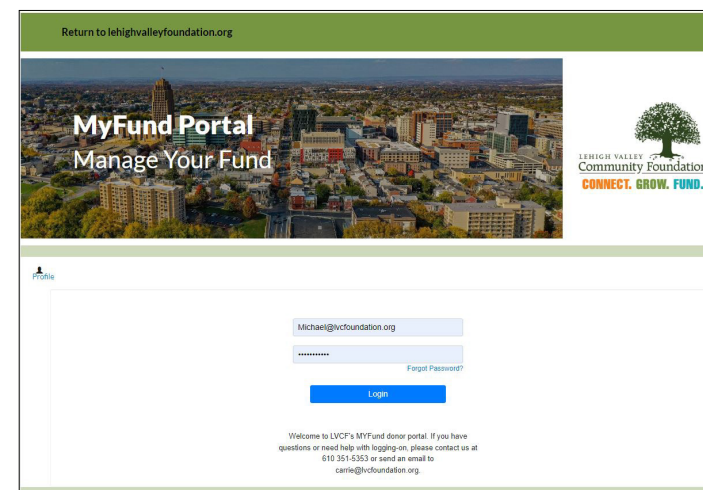 Return to lehighvalleyfoundation.org
MyFund Portal
Manage Your Fund
LEHIGH VALLEY
Community Foundation
CONNECT. GROW. FUND.
Profile
Michael@lvcfoundation.org
•••••••••••
Forgot Password?
Login
Welcome to LVCF's MYFund donor portal. If you have
questions or need help with logging-on, please contact us at
610 351-5353 or send an email to
carrie@lvcfoundation.org.